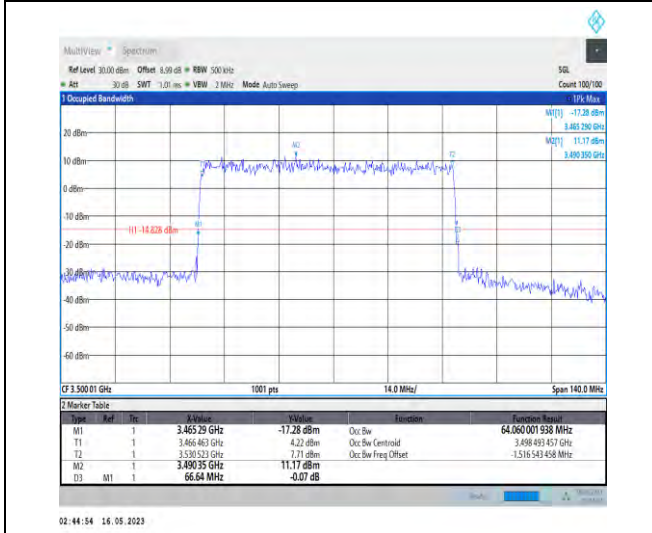 MultiView Spectrum
Ref Level 30.00 dBm Offset 8.99 dB RBW 500 kHz SGL
Att 30 dB SWT 1.01 ms VBW 2 MHz Mode Auto Sweep Count 100/100
1 Occupied Bandwidth 1Pk Max
M1[1] -17.28 dBm
3.465 290 GHz
M2[1] 11.17 dBm
3.490 350 GHz
20 dBm
M2
T2
10 dBm
0 dBm
-10 dBm
M1
H1 -14.828 dBm
-30 dBm
-40 dBm
-50 dBm
-60 dBm
CF 3.500 01 GHz 1001 pts 14.0 MHz/ Span 140.0 MHz
2 Marker Table
Type Ref Trc X-Value Y-Value Function Function Result
M1 1 3.465 29 GHz -17.28 dBm Occ Bw 64.060 001 938 MHz
T1 1 3.466 463 GHz 4.22 dBm Occ Bw Centroid 3.498 493 457 GHz
T2 1 3.530 523 GHz 7.71 dBm Occ Bw Freq Offset -1.516 543 458 MHz
M2 1 3.490 35 GHz 11.17 dBm
D3 M1 1 66.64 MHz -0.07 dB
02:44:54 16.05.2023